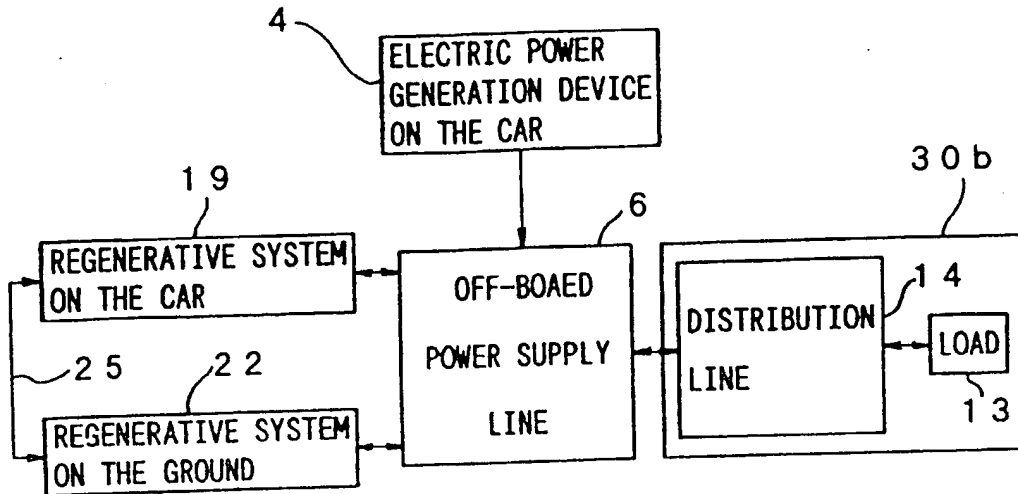 4
ELECTRIC POWER
GENERATION DEVICE
ON THE CAR
30b
19
6
REGENERATIVE SYSTEM
ON THE CAR
OFF-BOAED
POWER SUPPLY
LINE
14
DISTRIBUTION
LINE
LOAD
13
25
22
REGENERATIVE SYSTEM
ON THE GROUND